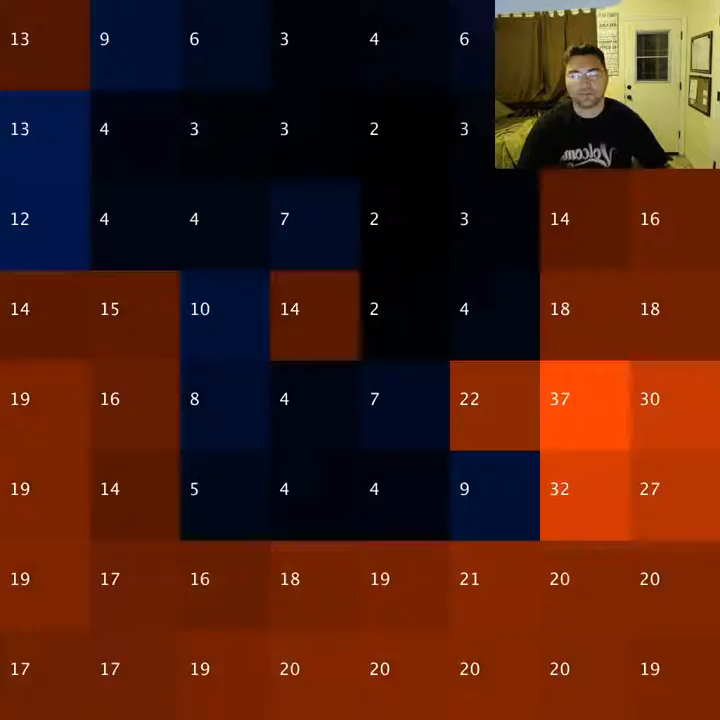 13 9 6 3 4 6
13 4 3 3 2 3
12 4 4 7 2 3 14 16
14 15 10 14 2 4 18 18
19 16 8 4 7 22 37 30
19 14 5 4 4 9 32 27
19 17 16 18 19 21 20 20
17 17 19 20 20 20 20 19